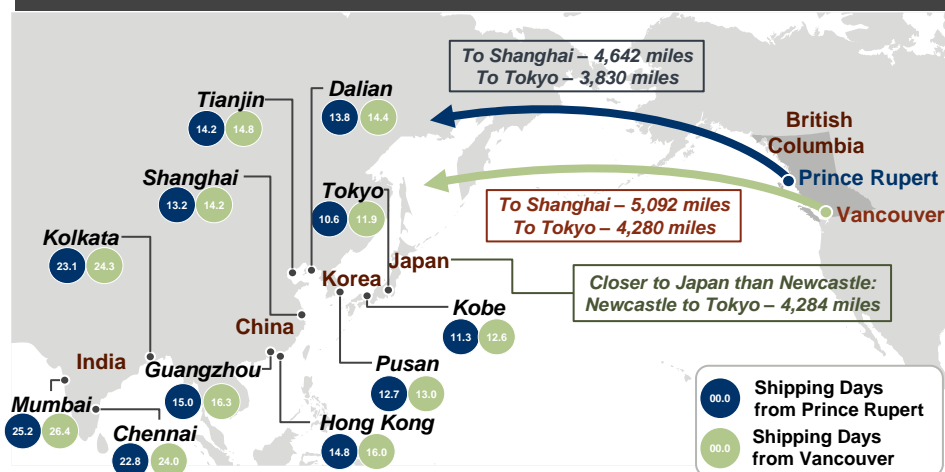 To Shanghai – 4,642 miles
To Tokyo – 3,830 miles
Dalian
13.8 14.4
Tianjin
14.2 14.8
British
Columbia
Prince Rupert
Shanghai
13.2 14.2
Tokyo
10.6 11.9
To Shanghai – 5,092 miles
To Tokyo – 4,280 miles
Vancouver
Kolkata
23.1 24.3
Japan
Korea
Closer to Japan than Newcastle:
Newcastle to Tokyo – 4,284 miles
China
Kobe
11.3 12.6
India
Guangzhou
15.0 16.3
Pusan
12.7 13.0
Mumbai
25.2 26.4
Chennai
22.8 24.0
Hong Kong
14.8 16.0
00.0 Shipping Days
from Prince Rupert
00.0 Shipping Days
from Vancouver